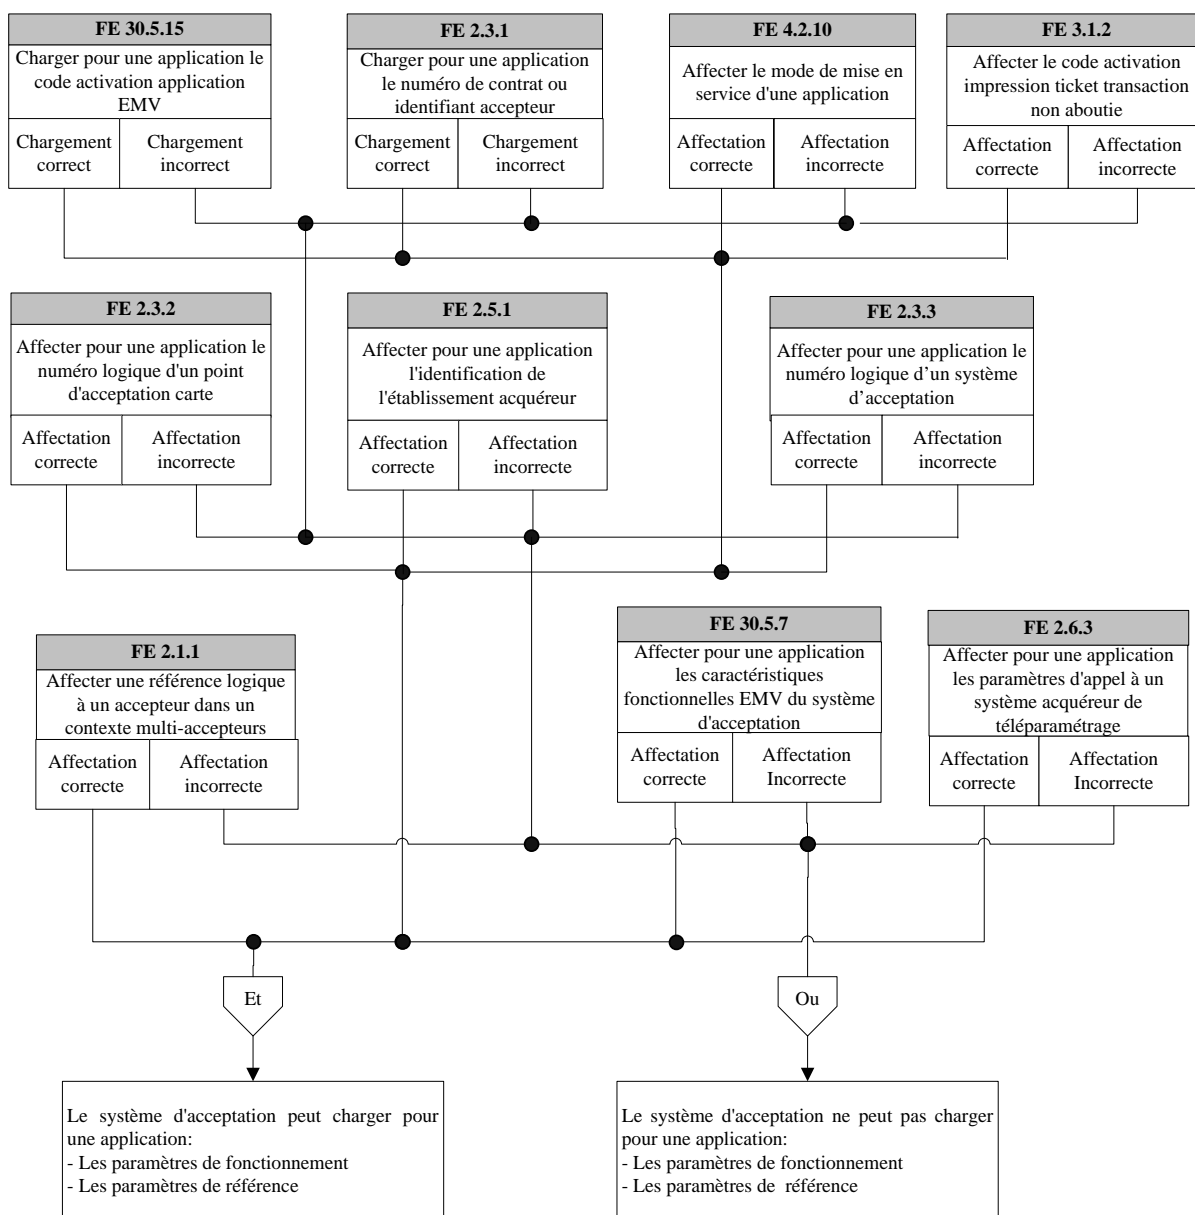 FE 30.5.15
Charger pour une application le
code activation application
EMV
Chargement
correct
Chargement
incorrect
FE 2.3.1
Charger pour une application
le numéro de contrat ou
identifiant accepteur
Chargement
correct
Chargement
incorrect
FE 4.2.10
Affecter le mode de mise en
service d'une application
Affectation
correcte
Affectation
incorrecte
FE 3.1.2
Affecter le code activation
impression ticket transaction
non aboutie
Affectation
correcte
Affectation
incorrecte
FE 2.3.2
Affecter pour une application le
numéro logique d'un point
d'acceptation carte
Affectation
correcte
Affectation
incorrecte
FE 2.5.1
Affecter pour une application
l'identification de
l'établissement acquéreur
Affectation
correcte
Affectation
incorrecte
FE 2.3.3
Affecter pour une application le
numéro logique d’un système
d’acceptation
Affectation
correcte
Affectation
incorrecte
FE 2.1.1
Affecter une référence logique
à un accepteur dans un
contexte multi-accepteurs
Affectation
correcte
Affectation
incorrecte
FE 30.5.7
Affecter pour une application
les caractéristiques
fonctionnelles EMV du système
d'acceptation
Affectation
correcte
Affectation
Incorrecte
FE 2.6.3
Affecter pour une application
les paramètres d'appel à un
système acquéreur de
téléparamétrage
Affectation
correcte
Affectation
Incorrecte
Et
Ou
Le système d'acceptation peut charger pour
une application:
- Les paramètres de fonctionnement
- Les paramètres de référence
Le système d'acceptation ne peut pas charger
pour une application:
- Les paramètres de fonctionnement
- Les paramètres de référence